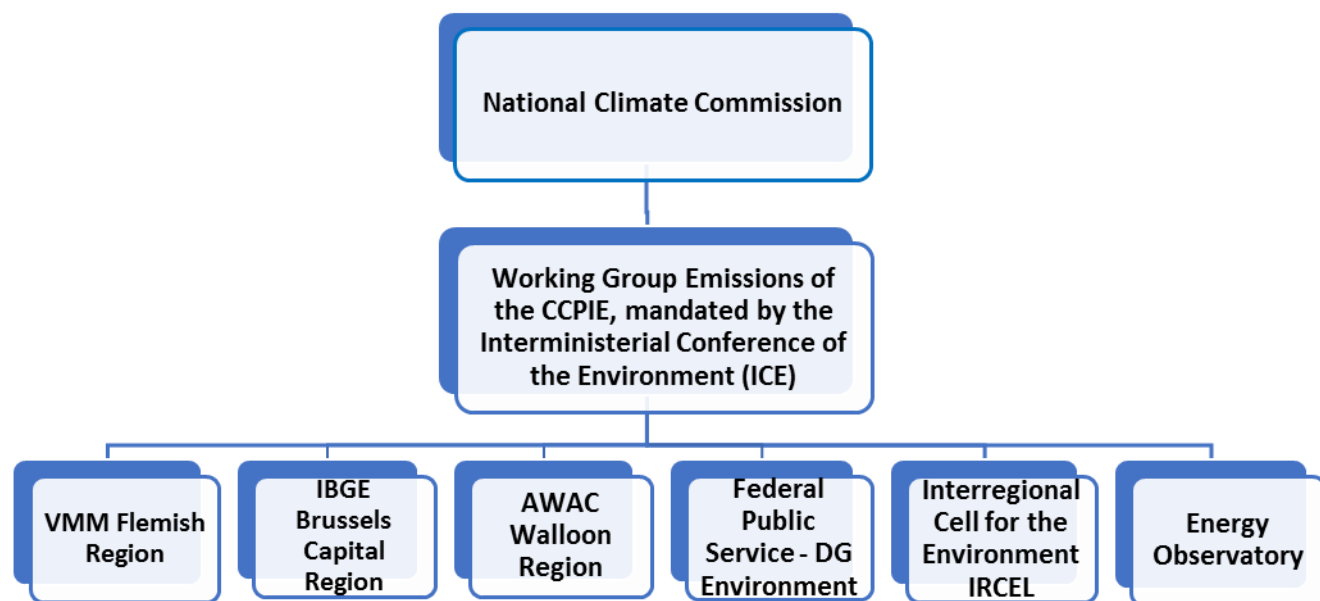 National Climate Commission
Working Group Emissions of
the CCPIE, mandated by the
Interministerial Conference of
the Environment (ICE)
VMM Flemish
Region
IBGE
Brussels
Capital
Region
AWAC
Walloon
Region
Federal
Public
Service - DG
Environment
Interregional
Cell for the
Environment
IRCEL
Energy
Observatory